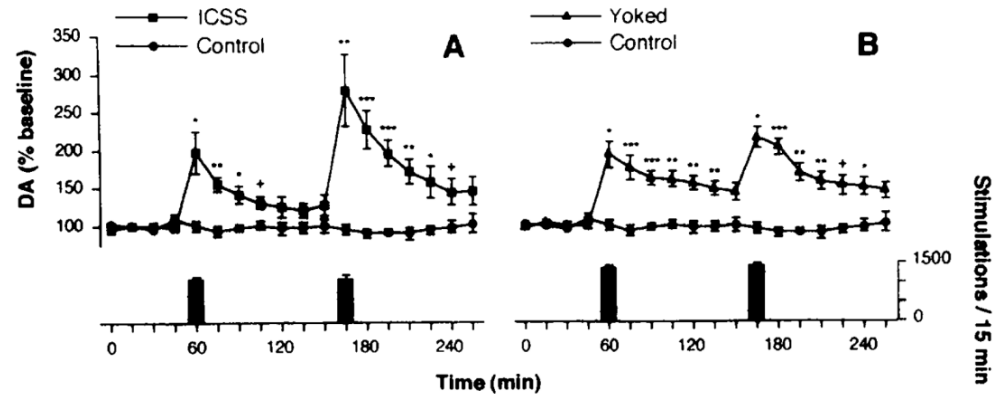 ICSS
Control
A
Yoked
Control
B
DA (% baseline)
350
300
250
200
150
100
* ** * + ** *** *** ** * +
* *** *** ** ** ** * *** ** ** + *
Stimulations / 15 min
1500
0
0 60 120 180 240
0 60 120 180 240
Time (min)